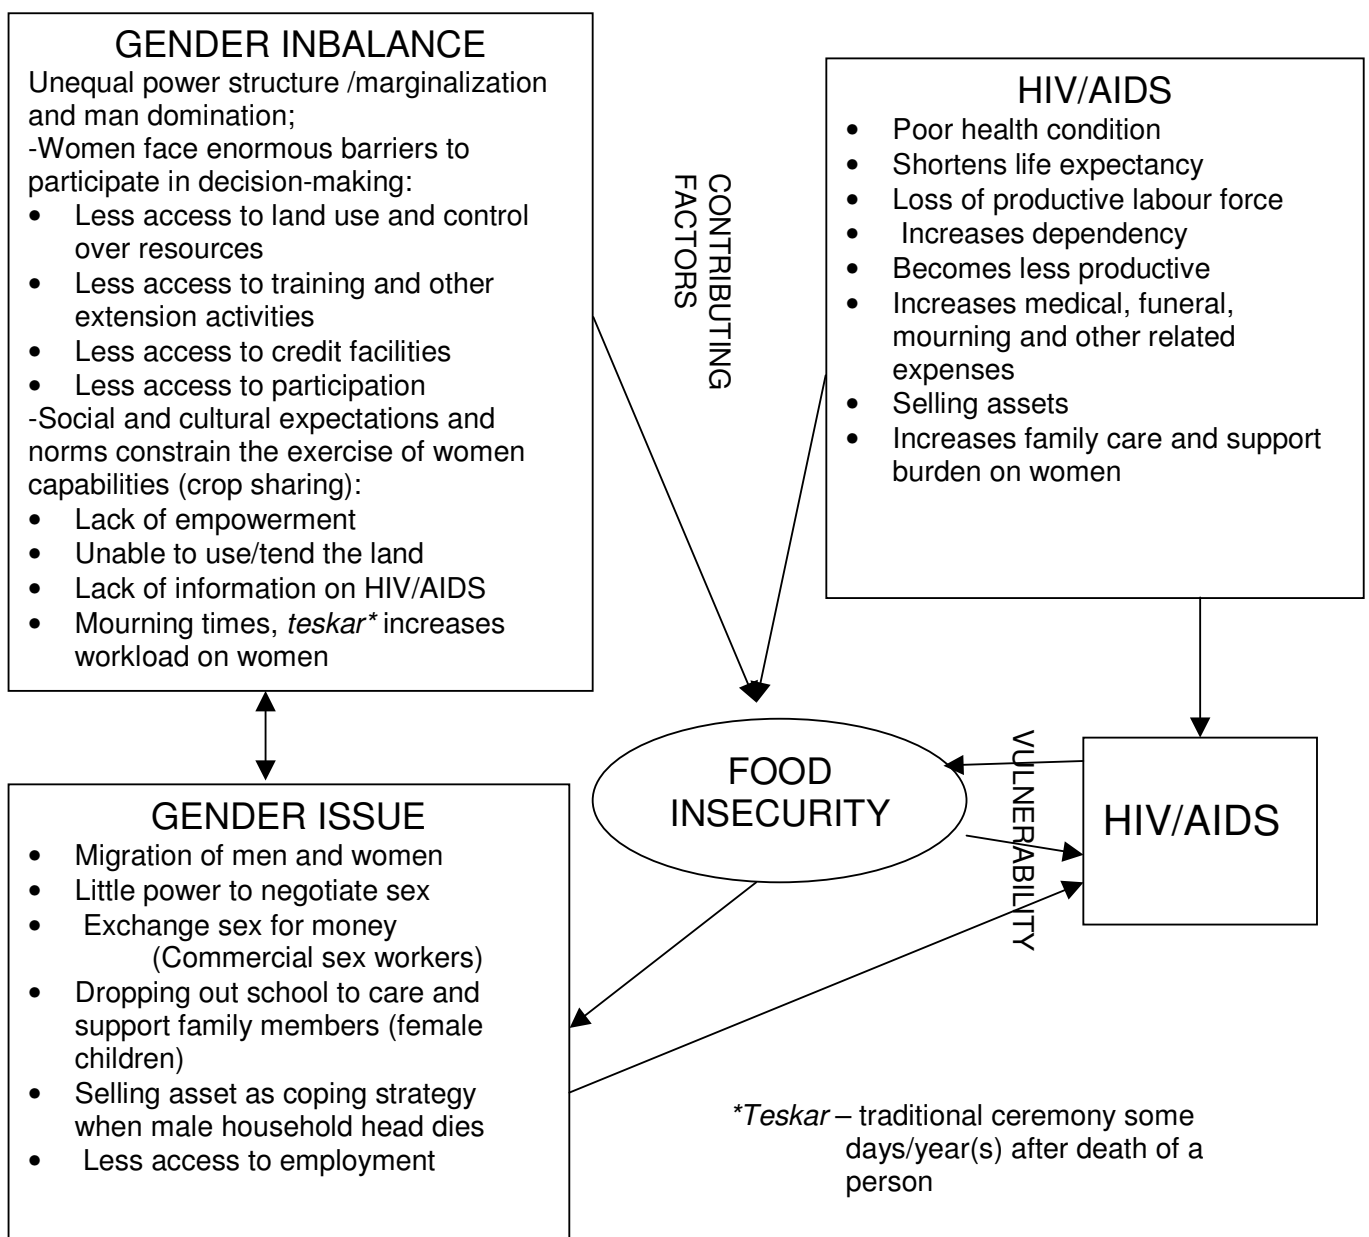 GENDER INBALANCE
Unequal power structure /marginalization
and man domination;
-Women face enormous barriers to
participate in decision-making:
• Less access to land use and control
over resources
• Less access to training and other
extension activities
• Less access to credit facilities
• Less access to participation
-Social and cultural expectations and
norms constrain the exercise of women
capabilities (crop sharing):
• Lack of empowerment
• Unable to use/tend the land
• Lack of information on HIV/AIDS
• Mourning times, teskar* increases
workload on women
CONTRIBUTING
FACTORS
HIV/AIDS
• Poor health condition
• Shortens life expectancy
• Loss of productive labour force
• Increases dependency
• Becomes less productive
• Increases medical, funeral,
mourning and other related
expenses
• Selling assets
• Increases family care and support
burden on women
FOOD
INSECURITY
VULNERABILITY
HIV/AIDS
GENDER ISSUE
• Migration of men and women
• Little power to negotiate sex
• Exchange sex for money
(Commercial sex workers)
• Dropping out school to care and
support family members (female
children)
• Selling asset as coping strategy
when male household head dies
• Less access to employment
*Teskar – traditional ceremony some
days/year(s) after death of a
person